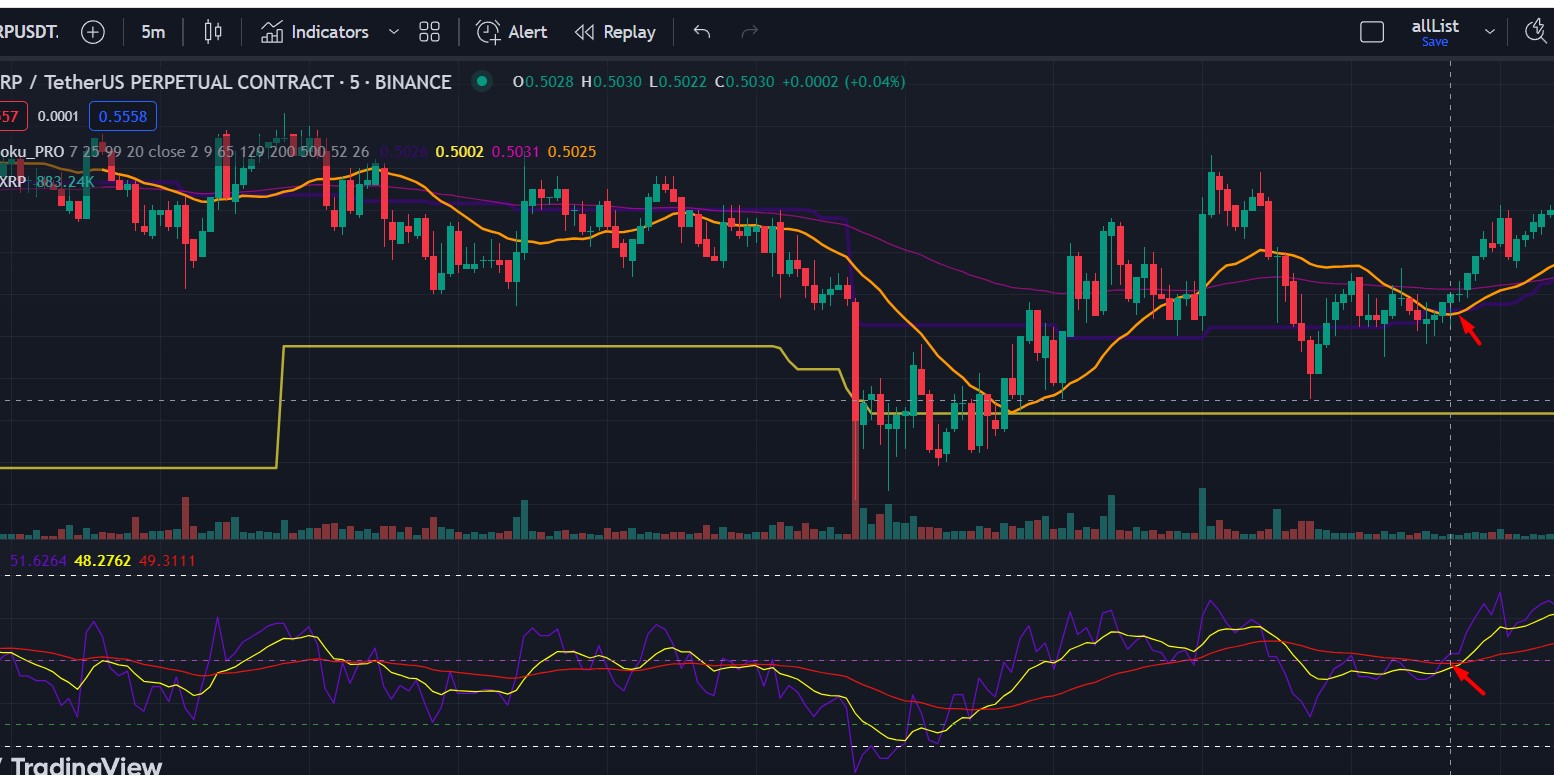 RPUSDT. 5m Indicators Alert Replay allList
Save
RP / TetherUS PERPETUAL CONTRACT · 5 · BINANCE O0.5028 H0.5030 L0.5022 C0.5030 +0.0002 (+0.04%)
57 0.0001 0.5558
oku_PRO 7 25 99 20 close 2 9 65 129 200 500 52 26 0.5026 0.5002 0.5031 0.5025
XRP 883.24K
51.6264 48.2762 49.3111
TradingView